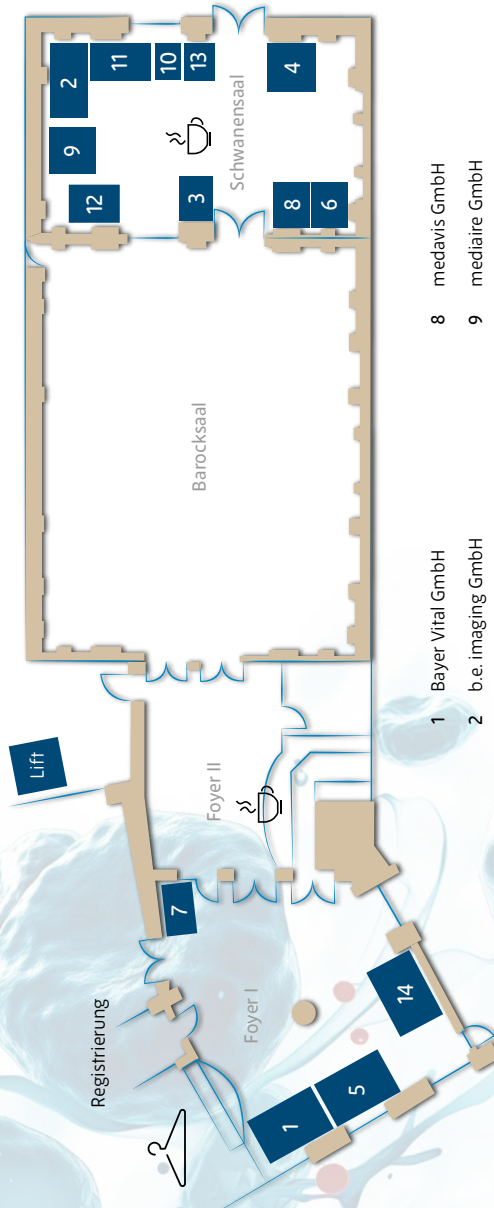 Registrierung
Lift
Foyer I
Foyer II
Barocksaal
Schwanensaal
1
5
14
7
12
9
2
11
10
13
3
8
6
4
1 Bayer Vital GmbH
2 b.e. imaging GmbH
8 medavis GmbH
9 mediaire GmbH